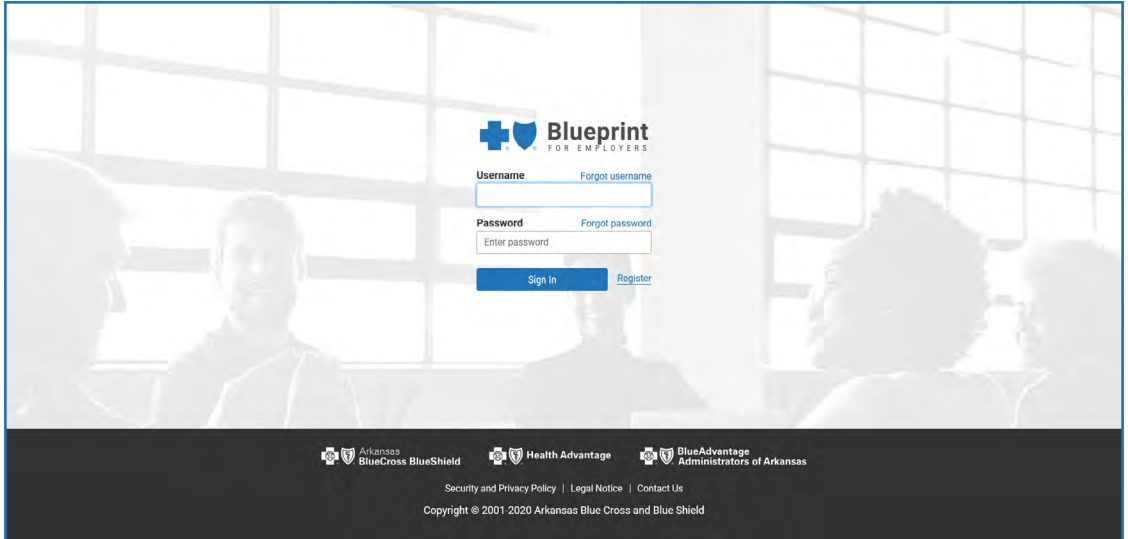 Blueprint
FOR EMPLOYERS
Username Forgot username
Password Forgot password
Enter password
Sign In Register
Arkansas
BlueCross BlueShield
Health Advantage
BlueAdvantage
Administrators of Arkansas
Security and Privacy Policy | Legal Notice | Contact Us
Copyright © 2001-2020 Arkansas Blue Cross and Blue Shield